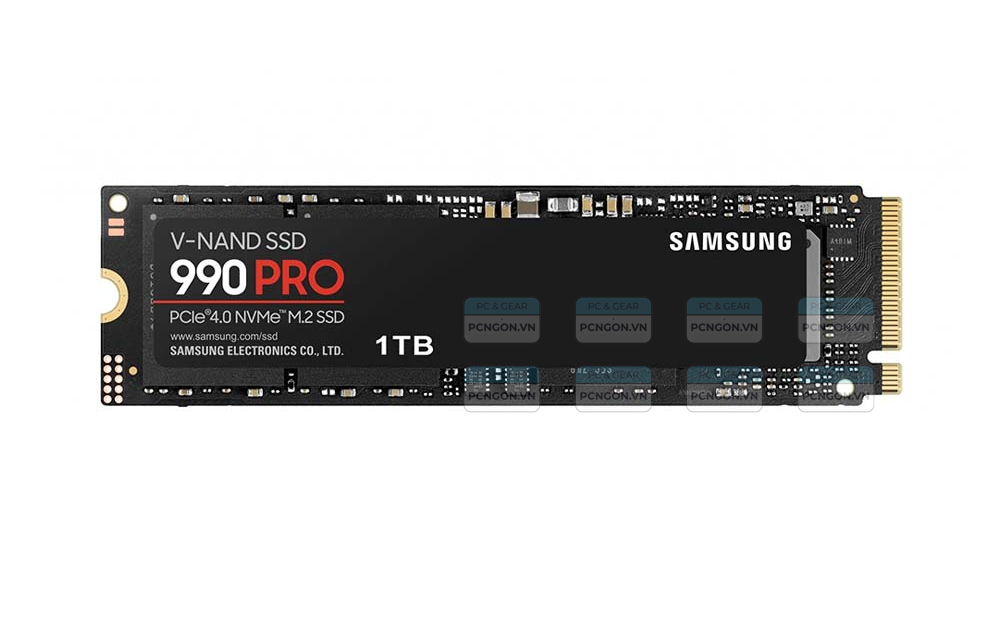 V-NAND SSD
SAMSUNG
990 PRO
PCIe®4.0 NVMe™ M.2 SSD
www.samsung.com/ssd
SAMSUNG ELECTRONICS CO., LTD.
1TB
PC & GEAR PC & GEAR PC & GEAR PC & GEAR
PCNGON.VN PCNGON.VN PCNGON.VN PCNGON.VN
PCNGON.VN PCNGON.VN PCNGON.VN PCNGON.VN